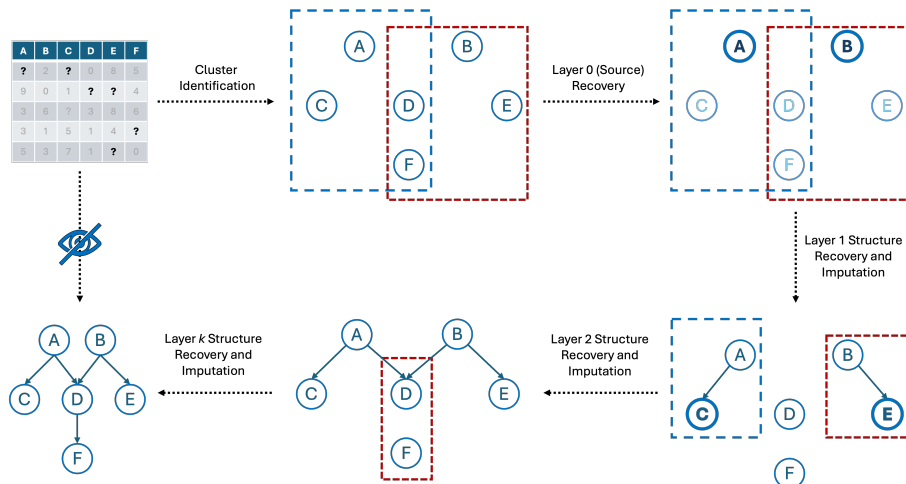 A B C D E F
? 2 ? 0 8 5
9 0 1 ? ? 4
3 6 ? 3 8 6
3 1 5 1 4 ?
5 3 7 1 ? 0
Cluster
Identification
A
B
C
D
E
F
Layer 0 (Source)
Recovery
A
B
C
D
E
F
Layer 1 Structure
Recovery and
Imputation
A
B
C
D
E
F
Layer 2 Structure
Recovery and
Imputation
A
B
C
D
E
F
Layer k Structure
Recovery and
Imputation
A
B
C
D
E
F